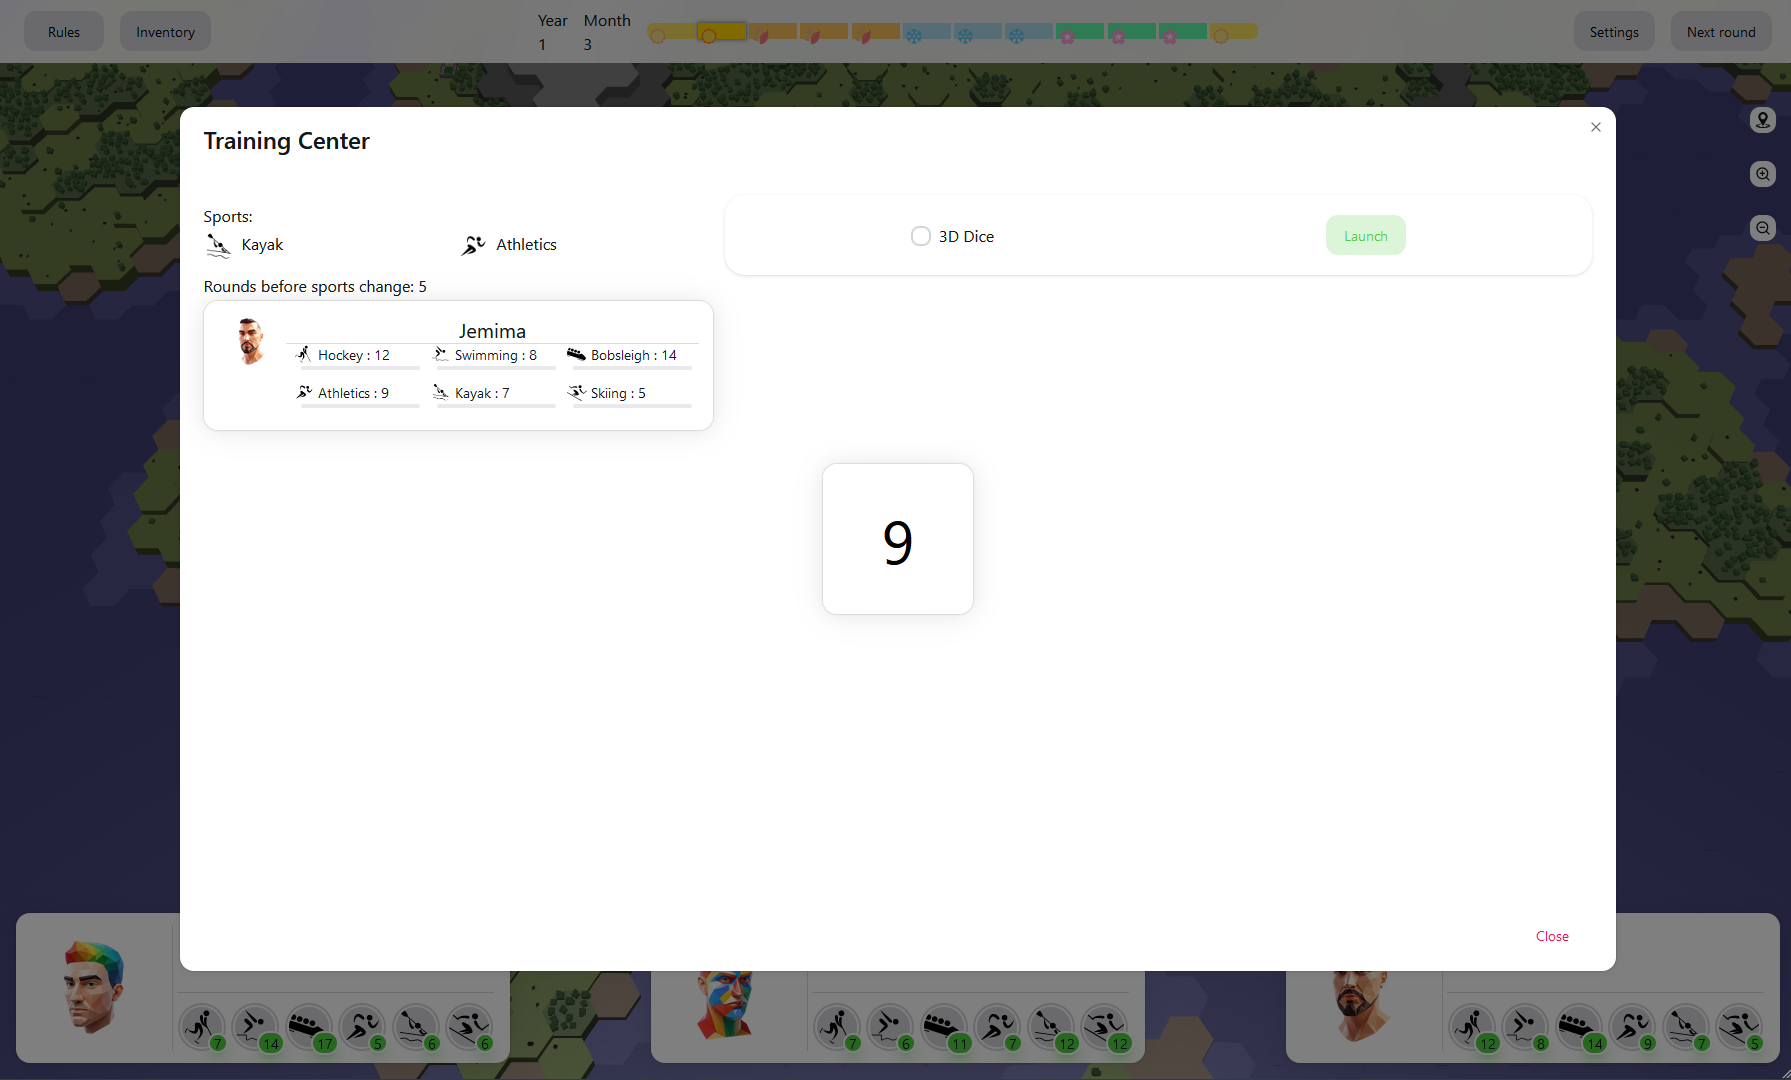 Rules
Inventory
Year
1
Month
3
Settings
Next round
Training Center
Sports:
Kayak
Athletics
Rounds before sports change: 5
3D Dice
Launch
Jemima
Hockey : 12
Swimming : 8
Bobsleigh : 14
Athletics : 9
Kayak : 7
Skiing : 5
9
Close
7 14 17 5 6 6
7 6 11 7 12 12
12 8 14 9 7 5